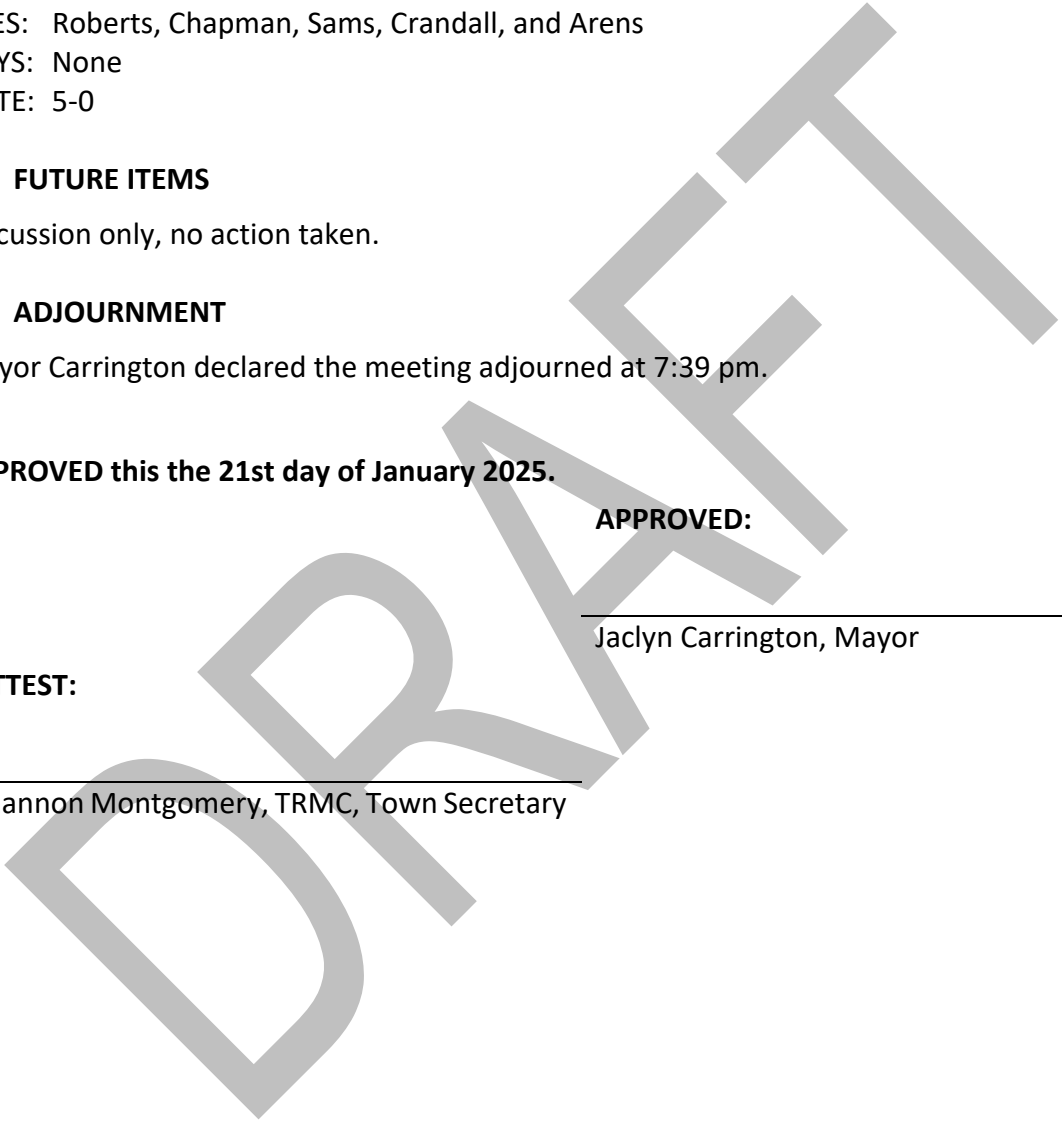 ES: Roberts, Chapman, Sams, Crandall, and Arens
YS: None
TE: 5-0
FUTURE ITEMS
cussion only, no action taken.
ADJOURNMENT
yor Carrington declared the meeting adjourned at 7:39 pm.
PROVED this the 21st day of January 2025.
APPROVED:
Jaclyn Carrington, Mayor
TTEST:
annon Montgomery, TRMC, Town Secretary
DRAFT